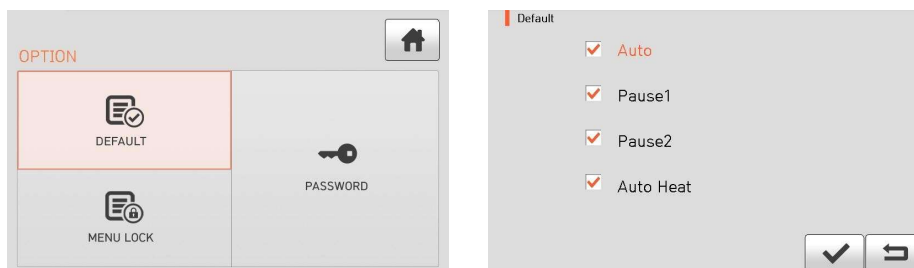 OPTION
DEFAULT
PASSWORD
MENU LOCK
Default
Auto
Pause1
Pause2
Auto Heat